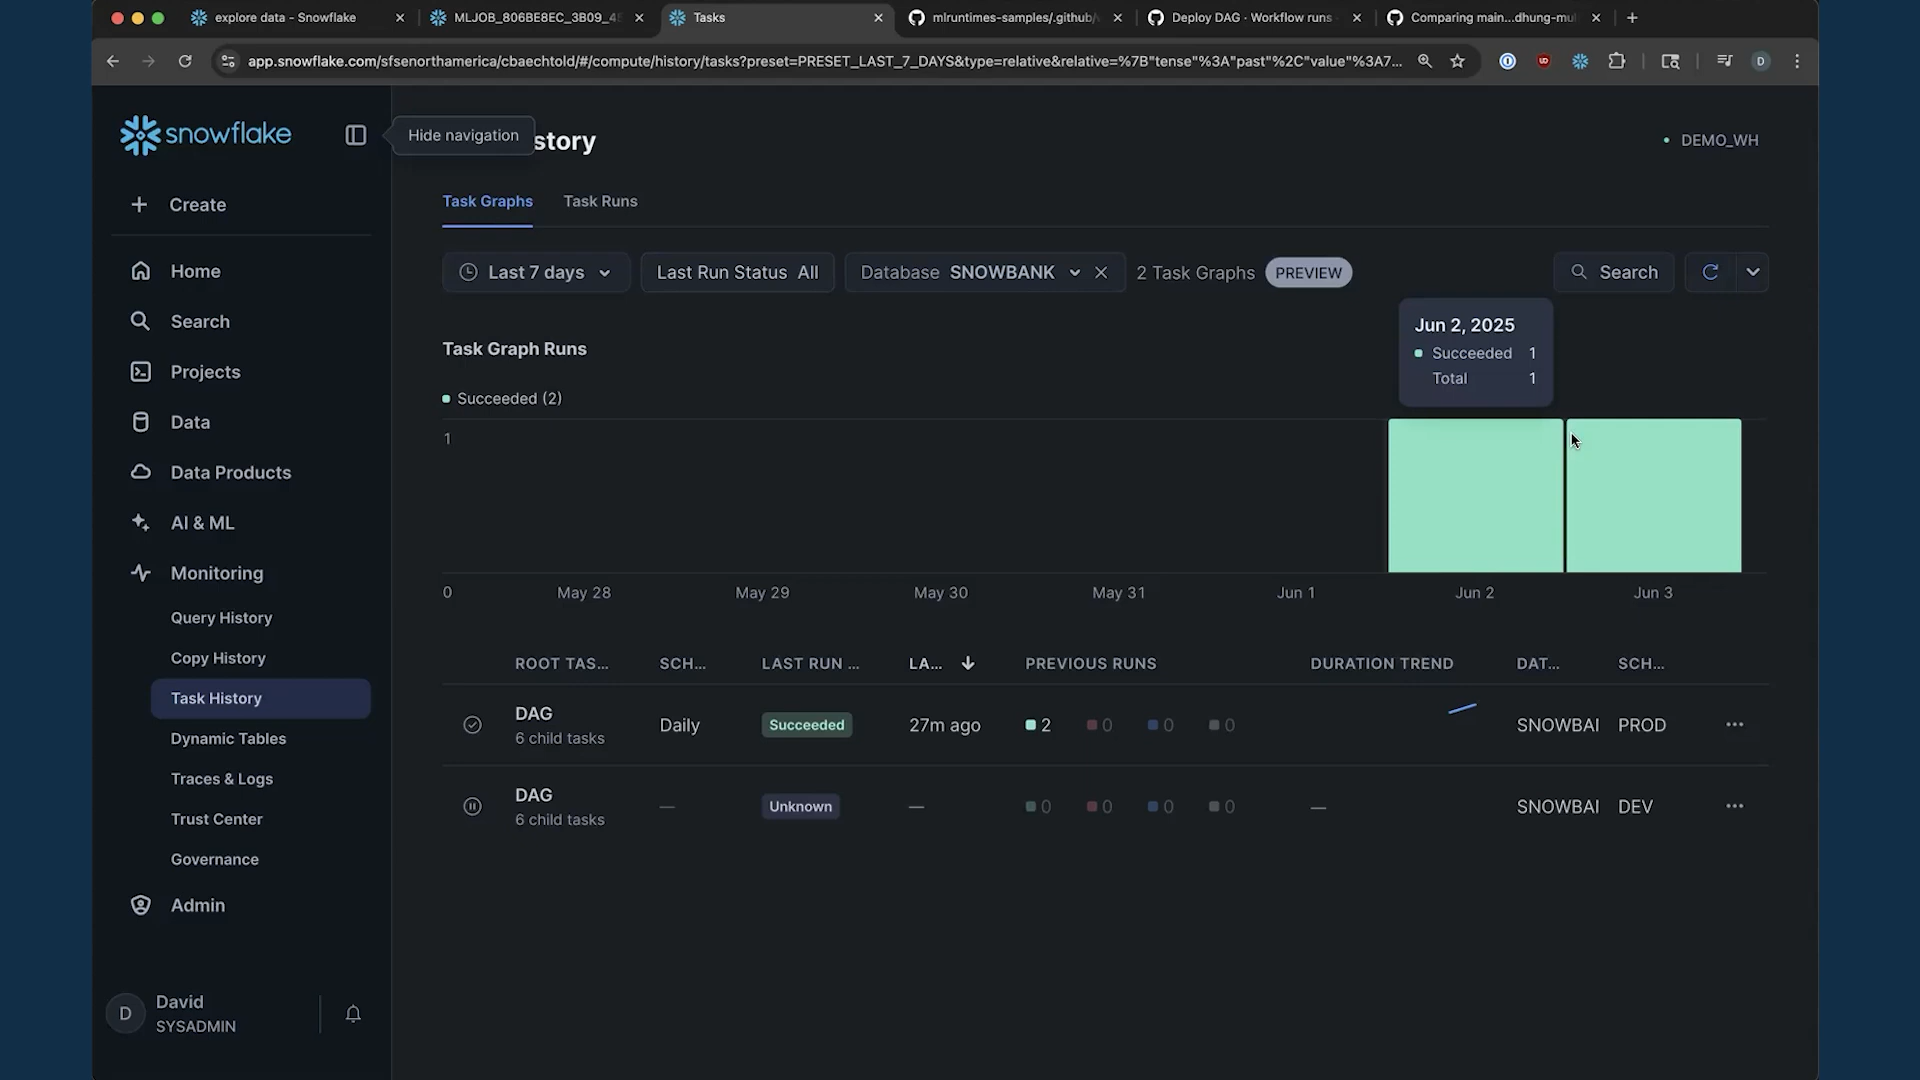 explore data - Snowflake
MLJOB_806BE8EC_3B09_4
Tasks
mlruntimes-samples/.github/
Deploy DAG · Workflow runs
Comparing main...dhung-mu
app.snowflake.com/sfsenorthamerica/cbaechtold/#/compute/history/tasks?preset=PRESET_LAST_7_DAYS&type=relative&relative=%7B"tense"%3A"past"%2C"value"%3A7...
D
snowflake
Hide navigation
story
DEMO_WH
Create
Home
Search
Projects
Data
Data Products
AI & ML
Monitoring
Query History
Copy History
Task History
Dynamic Tables
Traces & Logs
Trust Center
Governance
Admin
D
David
SYSADMIN
Task Graphs Task Runs
Last 7 days
Last Run Status All
Database SNOWBANK
2 Task Graphs PREVIEW
Search
Task Graph Runs
Succeeded (2)
Jun 2, 2025
Succeeded 1
Total 1
1
0 May 28 May 29 May 30 May 31 Jun 1 Jun 2 Jun 3
ROOT TAS... SCH... LAST RUN ... LA... PREVIOUS RUNS DURATION TREND DAT... SCH...
DAG
6 child tasks
Daily Succeeded 27m ago 2 0 0 0 SNOWBAI PROD ...
DAG
6 child tasks
— Unknown — 0 0 0 0 — SNOWBAI DEV ...